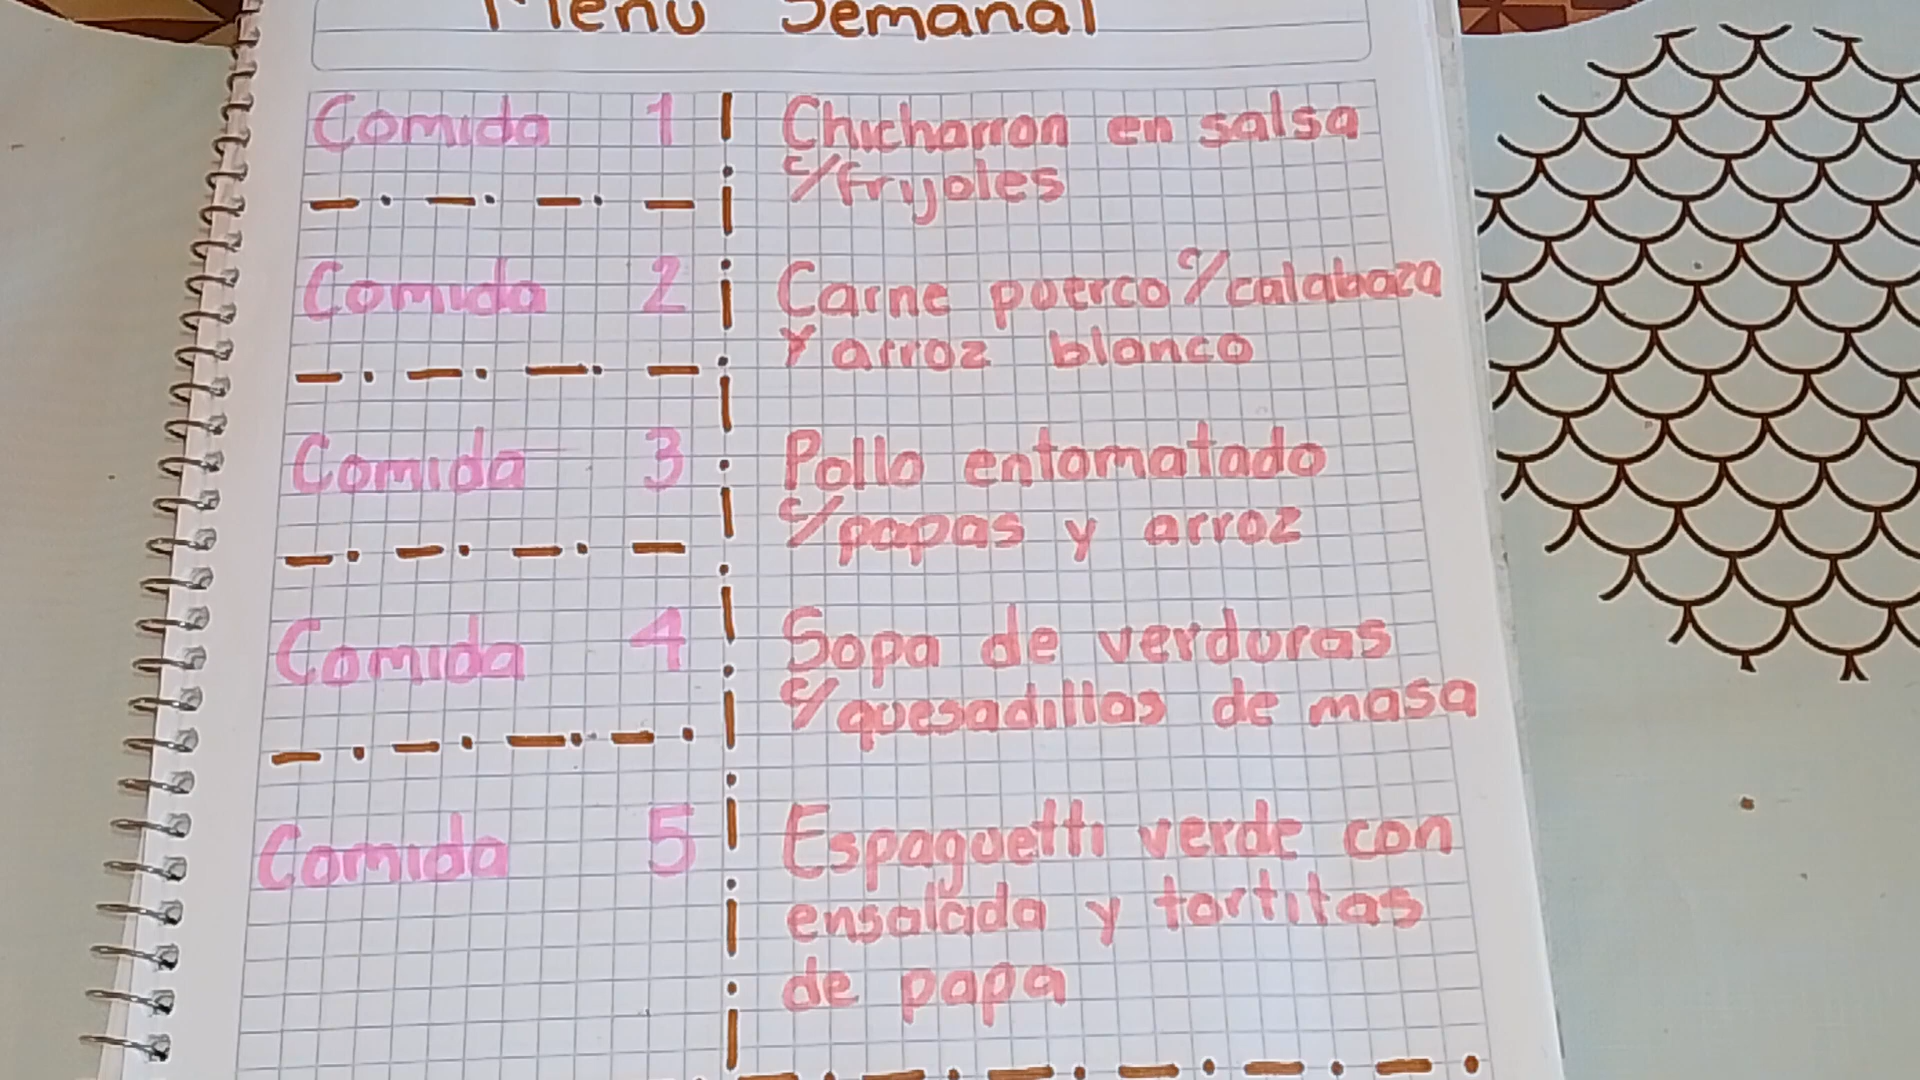 Menu Semanal
Comida 1 Chicharron en salsa
c/frijoles
Comida 2 Carne puerco c/calabaza
Y arroz blanco
Comida 3 Pollo entomatado
c/papas y arroz
Comida 4 Sopa de verduras
c/quesadillas de masa
Comida 5 Espaguetti verde con
ensalada y tortitas
de papa